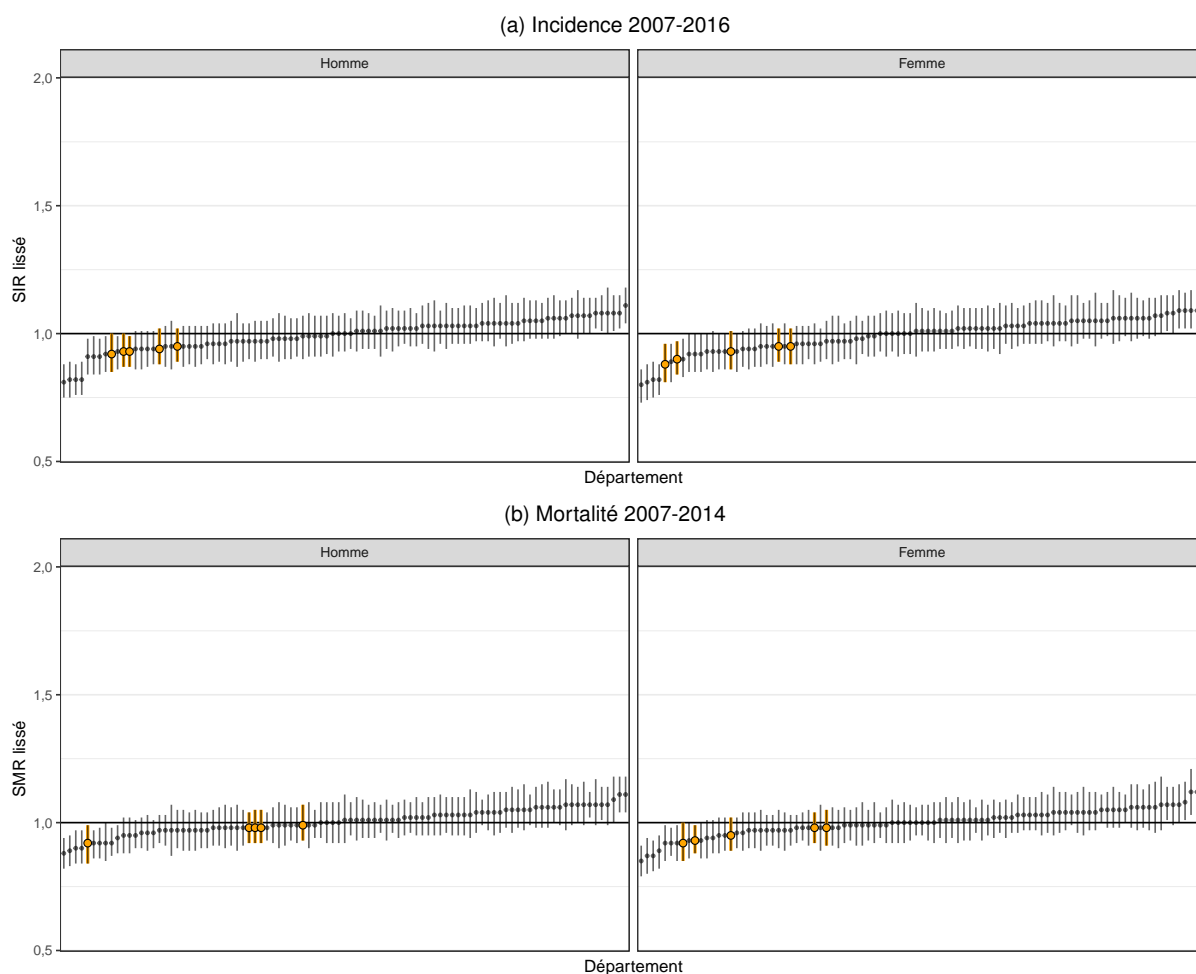 (a) Incidence 2007-2016
Homme
Femme
2,0
1,5
1,0
0,5
SIR lissé
Département
(b) Mortalité 2007-2014
Homme
Femme
2,0
1,5
1,0
0,5
SMR lissé
Département